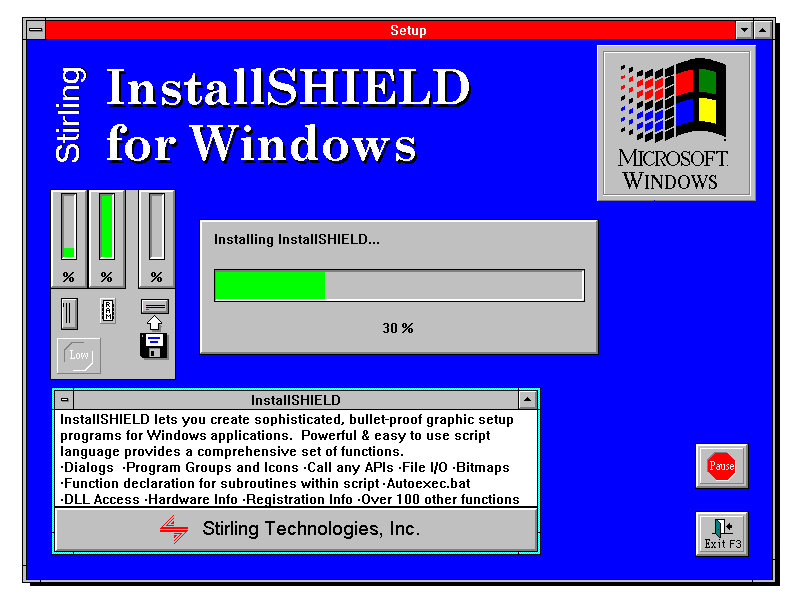 Setup
Stirling
InstallSHIELD
for Windows
MICROSOFT.
WINDOWS
% % %
RAM
Low
Installing InstallSHIELD...
30 %
InstallSHIELD
InstallSHIELD lets you create sophisticated, bullet-proof graphic setup
programs for Windows applications. Powerful & easy to use script
language provides a comprehensive set of functions.
·Dialogs ·Program Groups and Icons ·Call any APIs ·File I/O ·Bitmaps
·Function declaration for subroutines within script ·Autoexec.bat
·DLL Access ·Hardware Info ·Registration Info ·Over 100 other functions
Stirling Technologies, Inc.
Pause
Exit F3